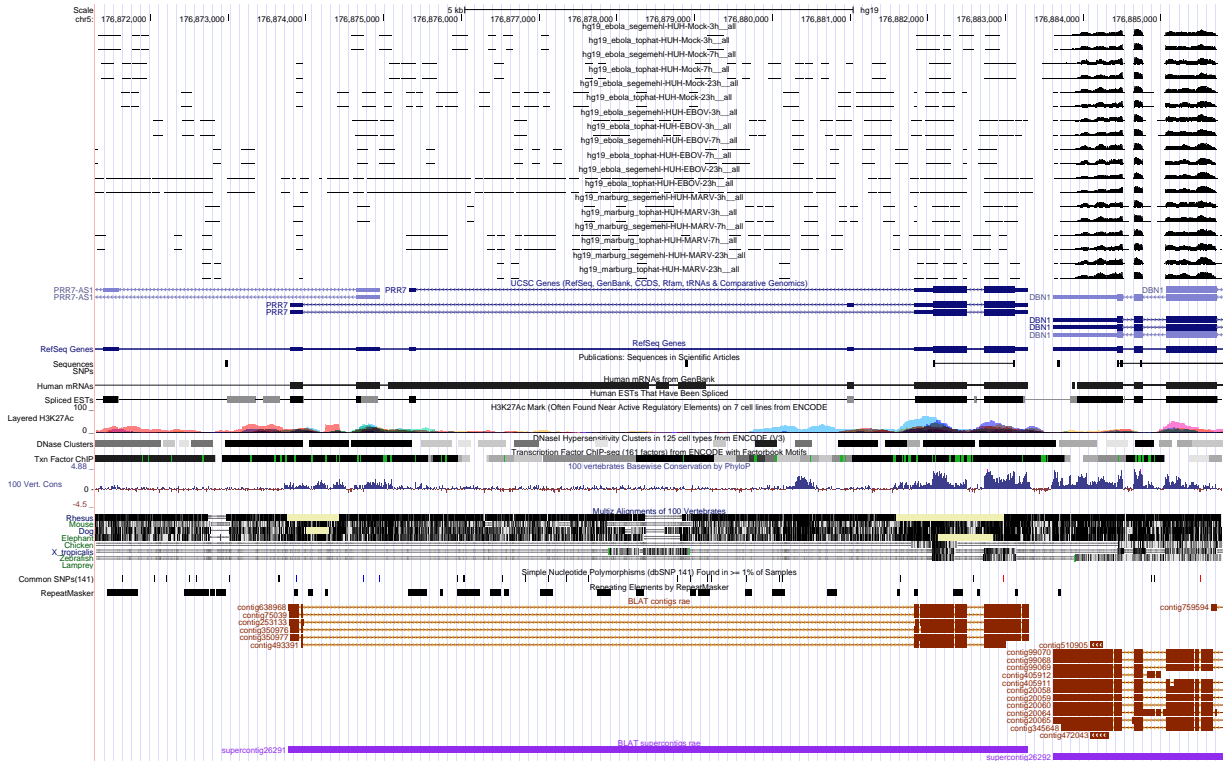 Scale 5 kb hg19
chr5: 176,872,000 176,873,000 176,874,000 176,875,000 176,876,000 176,877,000 176,878,000 176,879,000 176,880,000 176,881,000 176,882,000 176,883,000 176,884,000 176,885,000
hg19_ebola_segemehl-HUH-Mock-3h__all
hg19_ebola_tophat-HUH-Mock-3h__all
hg19_ebola_segemehl-HUH-Mock-7h__all
hg19_ebola_tophat-HUH-Mock-7h__all
hg19_ebola_segemehl-HUH-Mock-23h__all
hg19_ebola_tophat-HUH-Mock-23h__all
hg19_ebola_segemehl-HUH-EBOV-3h__all
hg19_ebola_tophat-HUH-EBOV-3h__all
hg19_ebola_segemehl-HUH-EBOV-7h__all
hg19_ebola_tophat-HUH-EBOV-7h__all
hg19_ebola_segemehl-HUH-EBOV-23h__all
hg19_ebola_tophat-HUH-EBOV-23h__all
hg19_marburg_segemehl-HUH-MARV-3h__all
hg19_marburg_tophat-HUH-MARV-3h__all
hg19_marburg_segemehl-HUH-MARV-7h__all
hg19_marburg_tophat-HUH-MARV-7h__all
hg19_marburg_segemehl-HUH-MARV-23h__all
hg19_marburg_tophat-HUH-MARV-23h__all
UCSC Genes (RefSeq, GenBank, CCDS, Rfam, tRNAs & Comparative Genomics)
PRR7-AS1 PRR7 DBN1
PRR7-AS1 DBN1
PRR7
PRR7
DBN1
DBN1
DBN1
RefSeq Genes
RefSeq Genes
Publications: Sequences in Scientific Articles
Sequences
SNPs
Human mRNAs from GenBank
Human mRNAs
Human ESTs That Have Been Spliced
Spliced ESTs
H3K27Ac Mark (Often Found Near Active Regulatory Elements) on 7 cell lines from ENCODE
100
Layered H3K27Ac
0
DNaseI Hypersensitivity Clusters in 125 cell types from ENCODE (V3)
DNase Clusters
Transcription Factor ChIP-seq (161 factors) from ENCODE with Factorbook Motifs
Txn Factor ChIP
100 vertebrates Basewise Conservation by PhyloP
4.88
100 Vert. Cons
0
-4.5
Multiz Alignments of 100 Vertebrates
Rhesus
Mouse
Dog
Elephant
Chicken
X_tropicalis
Zebrafish
Lamprey
Simple Nucleotide Polymorphisms (dbSNP 141) Found in >= 1% of Samples
Common SNPs(141)
Repeating Elements by RepeatMasker
RepeatMasker
BLAT contigs rae
contig638968 contig759594
contig75039
contig253133
contig350976
contig350977
contig493391 contig510905
contig99070
contig99068
contig99069
contig405912
contig405911
contig20058
contig20059
contig20060
contig20064
contig20065
contig345648
contig472043
BLAT supercontigs rae
supercontig26291
supercontig26292